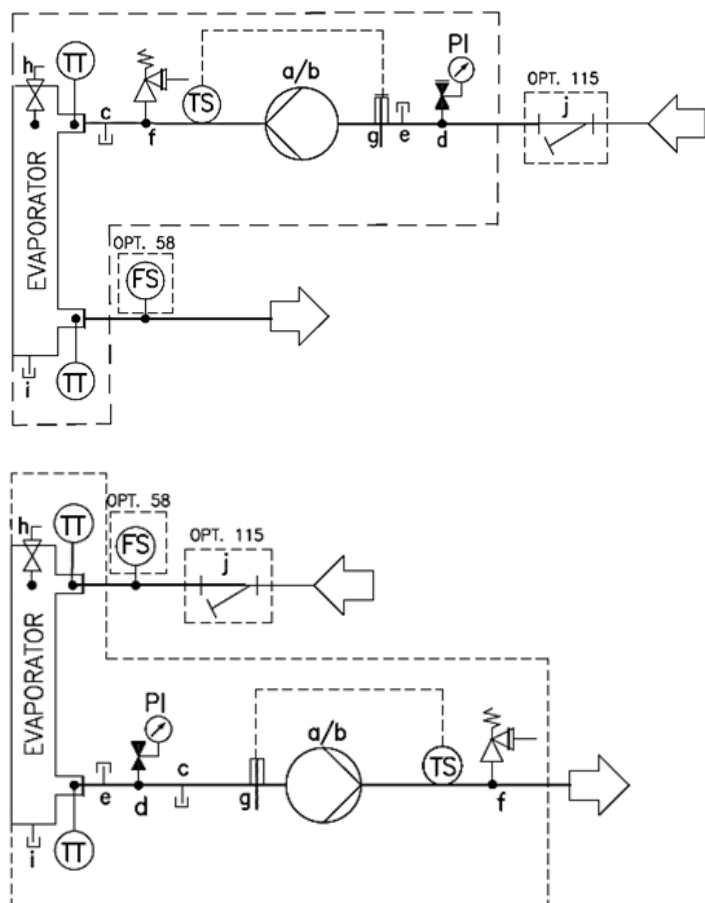 PI
a/b
OPT. 115
h TT
j
c TS
f g e d
EVAPORATOR
OPT. 58
FS
i TT
OPT. 58
h TT
OPT. 115
FS j
EVAPORATOR
PI
a/b
c TS
e d g f
i TT